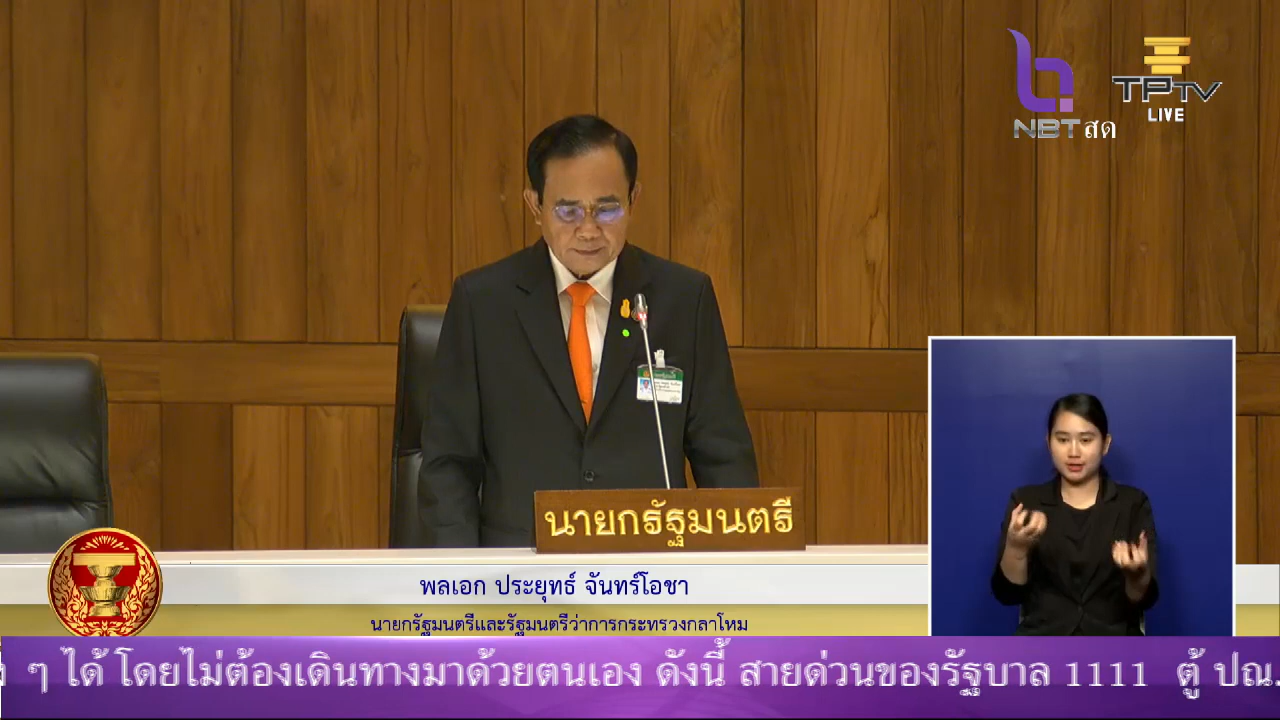 NBT สด
TPTV
LIVE
นายกรัฐมนตรี
พลเอก ประยุทธ์ จันทร์โอชา
นายกรัฐมนตรีและรัฐมนตรีว่าการกระทรวงกลาโหม
ๆ ได้ โดยไม่ต้องเดินทางมาด้วยตนเอง ดังนี้ สายด่วนของรัฐบาล 1111 ตู้ ปณ.